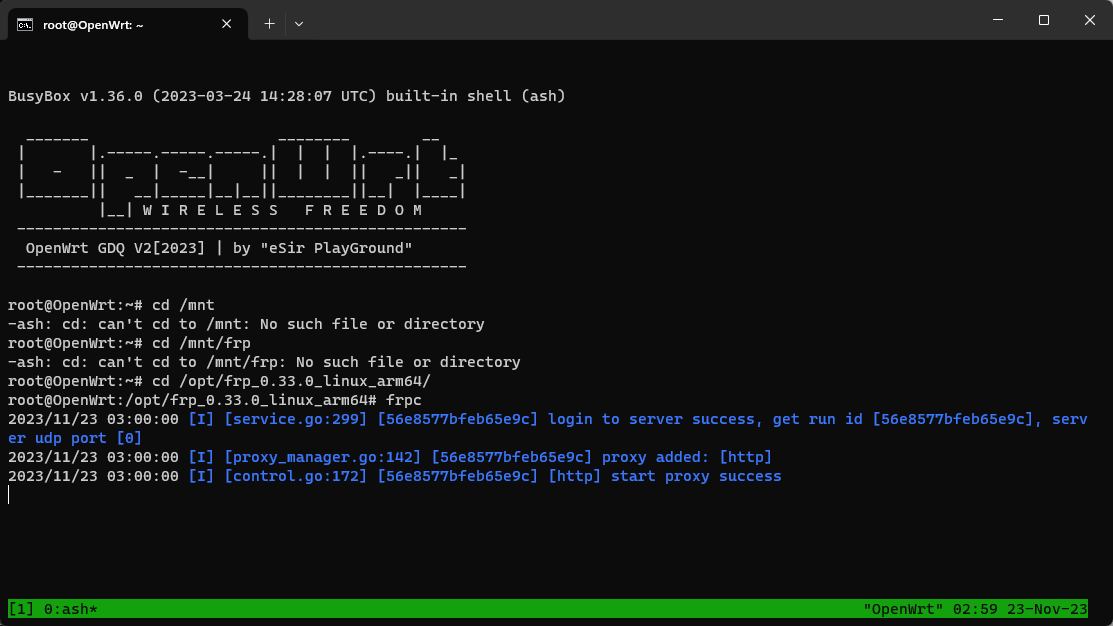 root@OpenWrt: ~
BusyBox v1.36.0 (2023-03-24 14:28:07 UTC) built-in shell (ash)
  _______                     ________        __
 |       |.-----.-----.-----.|  |  |  |.----.|  |_
 |   -   ||  _  |  -__|     ||  |  |  ||   _||   _|
 |_______||   __|_____|__|__||________||__|  |____|
          |__| W I R E L E S S   F R E E D O M
 --------------------------------------------------
  OpenWrt GDQ V2[2023] | by "eSir PlayGround"
 --------------------------------------------------
root@OpenWrt:~# cd /mnt
-ash: cd: can't cd to /mnt: No such file or directory
root@OpenWrt:~# cd /mnt/frp
-ash: cd: can't cd to /mnt/frp: No such file or directory
root@OpenWrt:~# cd /opt/frp_0.33.0_linux_arm64/
root@OpenWrt:/opt/frp_0.33.0_linux_arm64# frpc
2023/11/23 03:00:00 [I] [service.go:299] [56e8577bfeb65e9c] login to server success, get run id [56e8577bfeb65e9c], serv
er udp port [0]
2023/11/23 03:00:00 [I] [proxy_manager.go:142] [56e8577bfeb65e9c] proxy added: [http]
2023/11/23 03:00:00 [I] [control.go:172] [56e8577bfeb65e9c] [http] start proxy success
[1] 0:ash* "OpenWrt" 02:59 23-Nov-23